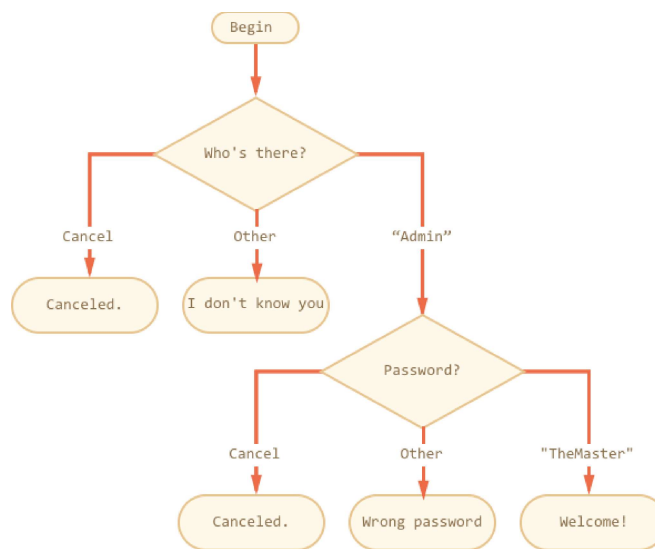 Begin
Who's there?
Cancel
Other
“Admin”
Canceled.
I don't know you
Password?
Cancel
Other
"TheMaster"
Canceled.
Wrong password
Welcome!